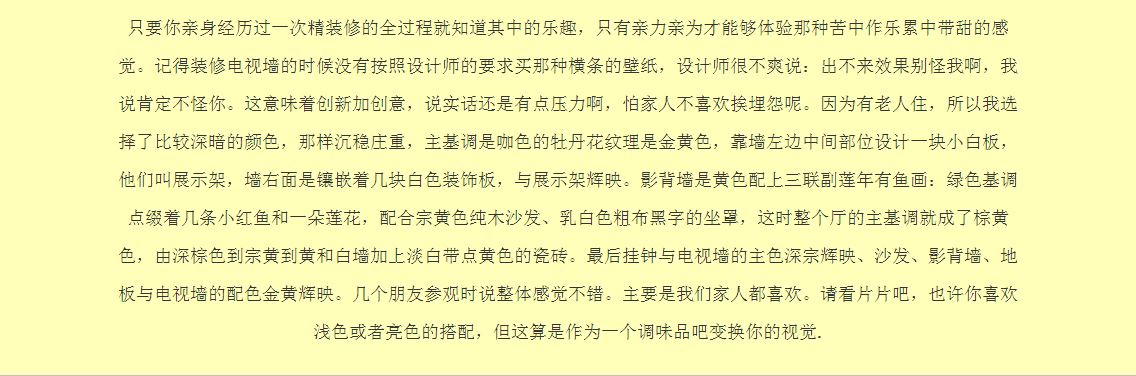 只要你亲身经历过一次精装修的全过程就知道其中的乐趣，只有亲力亲为才能够体验那种苦中作乐累中带甜的感
觉。记得装修电视墙的时候没有按照设计师的要求买那种横条的壁纸，设计师很不爽说：出不来效果别怪我啊，我
说肯定不怪你。这意味着创新加创意，说实话还是有点压力啊，怕家人不喜欢挨埋怨呢。因为有老人住，所以我选
择了比较深暗的颜色，那样沉稳庄重，主基调是咖色的牡丹花纹理是金黄色，靠墙左边中间部位设计一块小白板，
他们叫展示架，墙右面是镶嵌着几块白色装饰板，与展示架辉映。影背墙是黄色配上三联副莲年有鱼画：绿色基调
点缀着几条小红鱼和一朵莲花，配合宗黄色纯木沙发、乳白色粗布黑字的坐罩，这时整个厅的主基调就成了棕黄
色，由深棕色到宗黄到黄和白墙加上淡白带点黄色的瓷砖。最后挂钟与电视墙的主色深宗辉映、沙发、影背墙、地
板与电视墙的配色金黄辉映。几个朋友参观时说整体感觉不错。主要是我们家人都喜欢。请看片片吧，也许你喜欢
浅色或者亮色的搭配，但这算是作为一个调味品吧变换你的视觉.